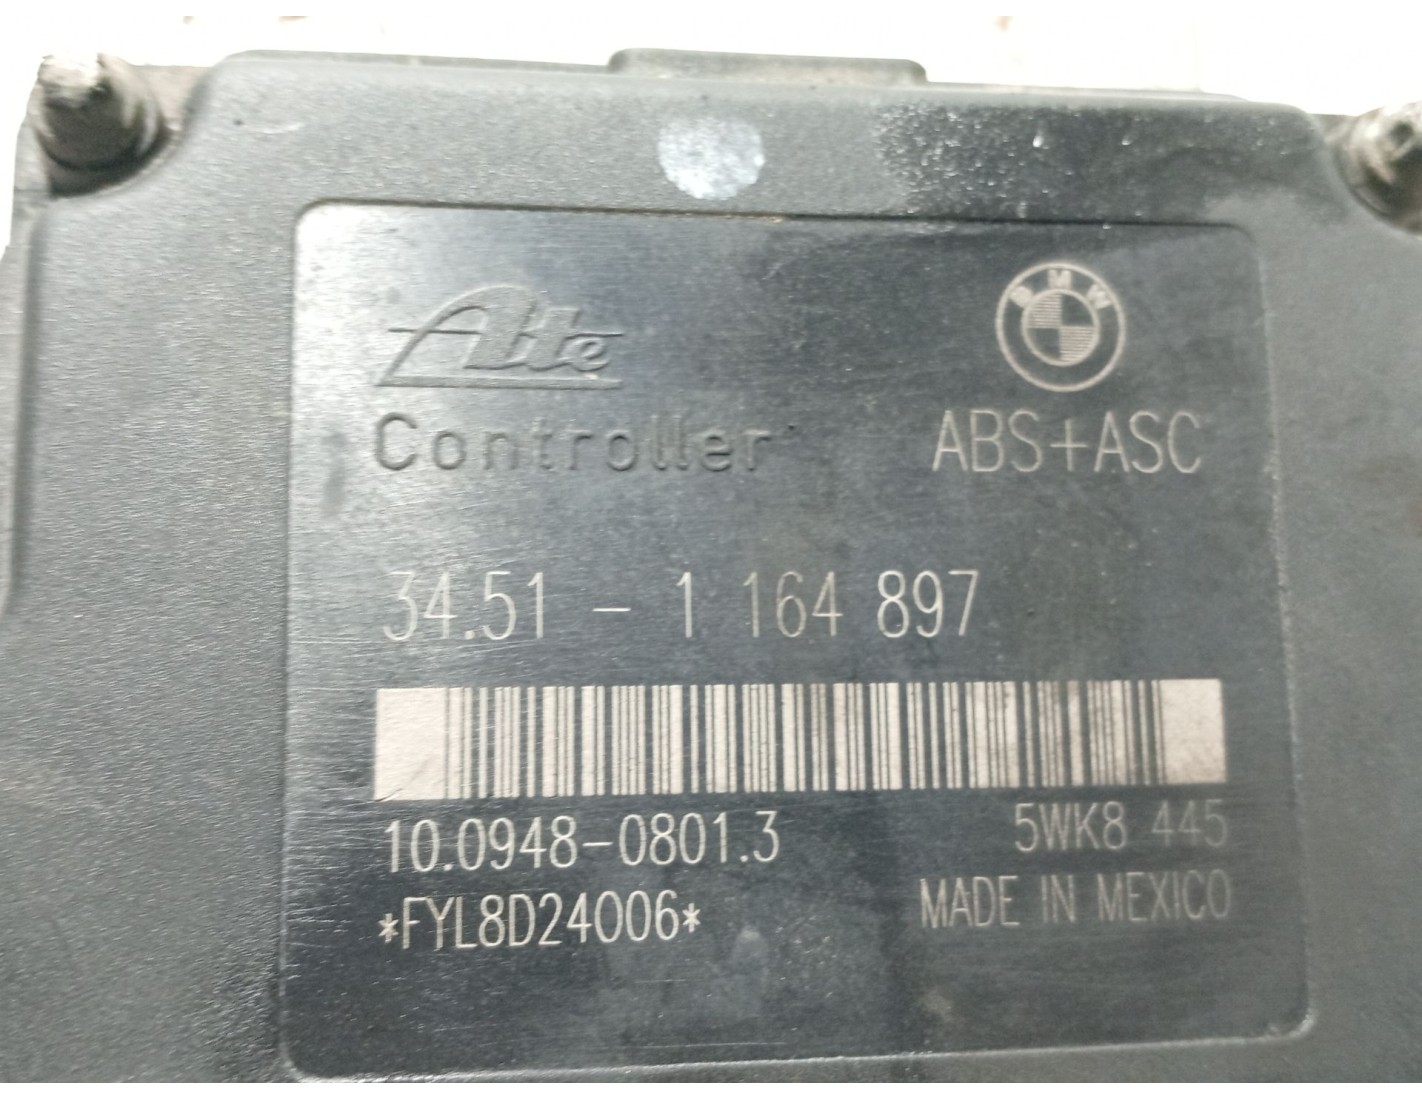 Ate
BMW
Controller
ABS+ASC
34.51 - 1 164 897
10.0948-0801.3
5WK8 445
*FYL8D24006*
MADE IN MEXICO